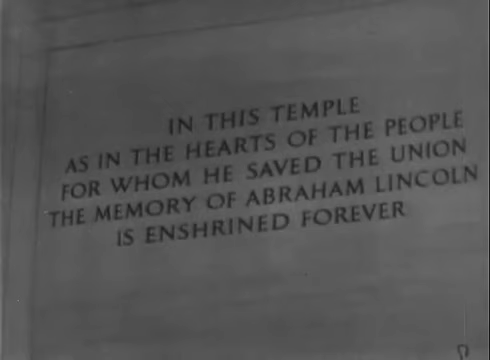 IN THIS TEMPLE
AS IN THE HEARTS OF THE PEOPLE
FOR WHOM HE SAVED THE UNION
THE MEMORY OF ABRAHAM LINCOLN
IS ENSHRINED FOREVER